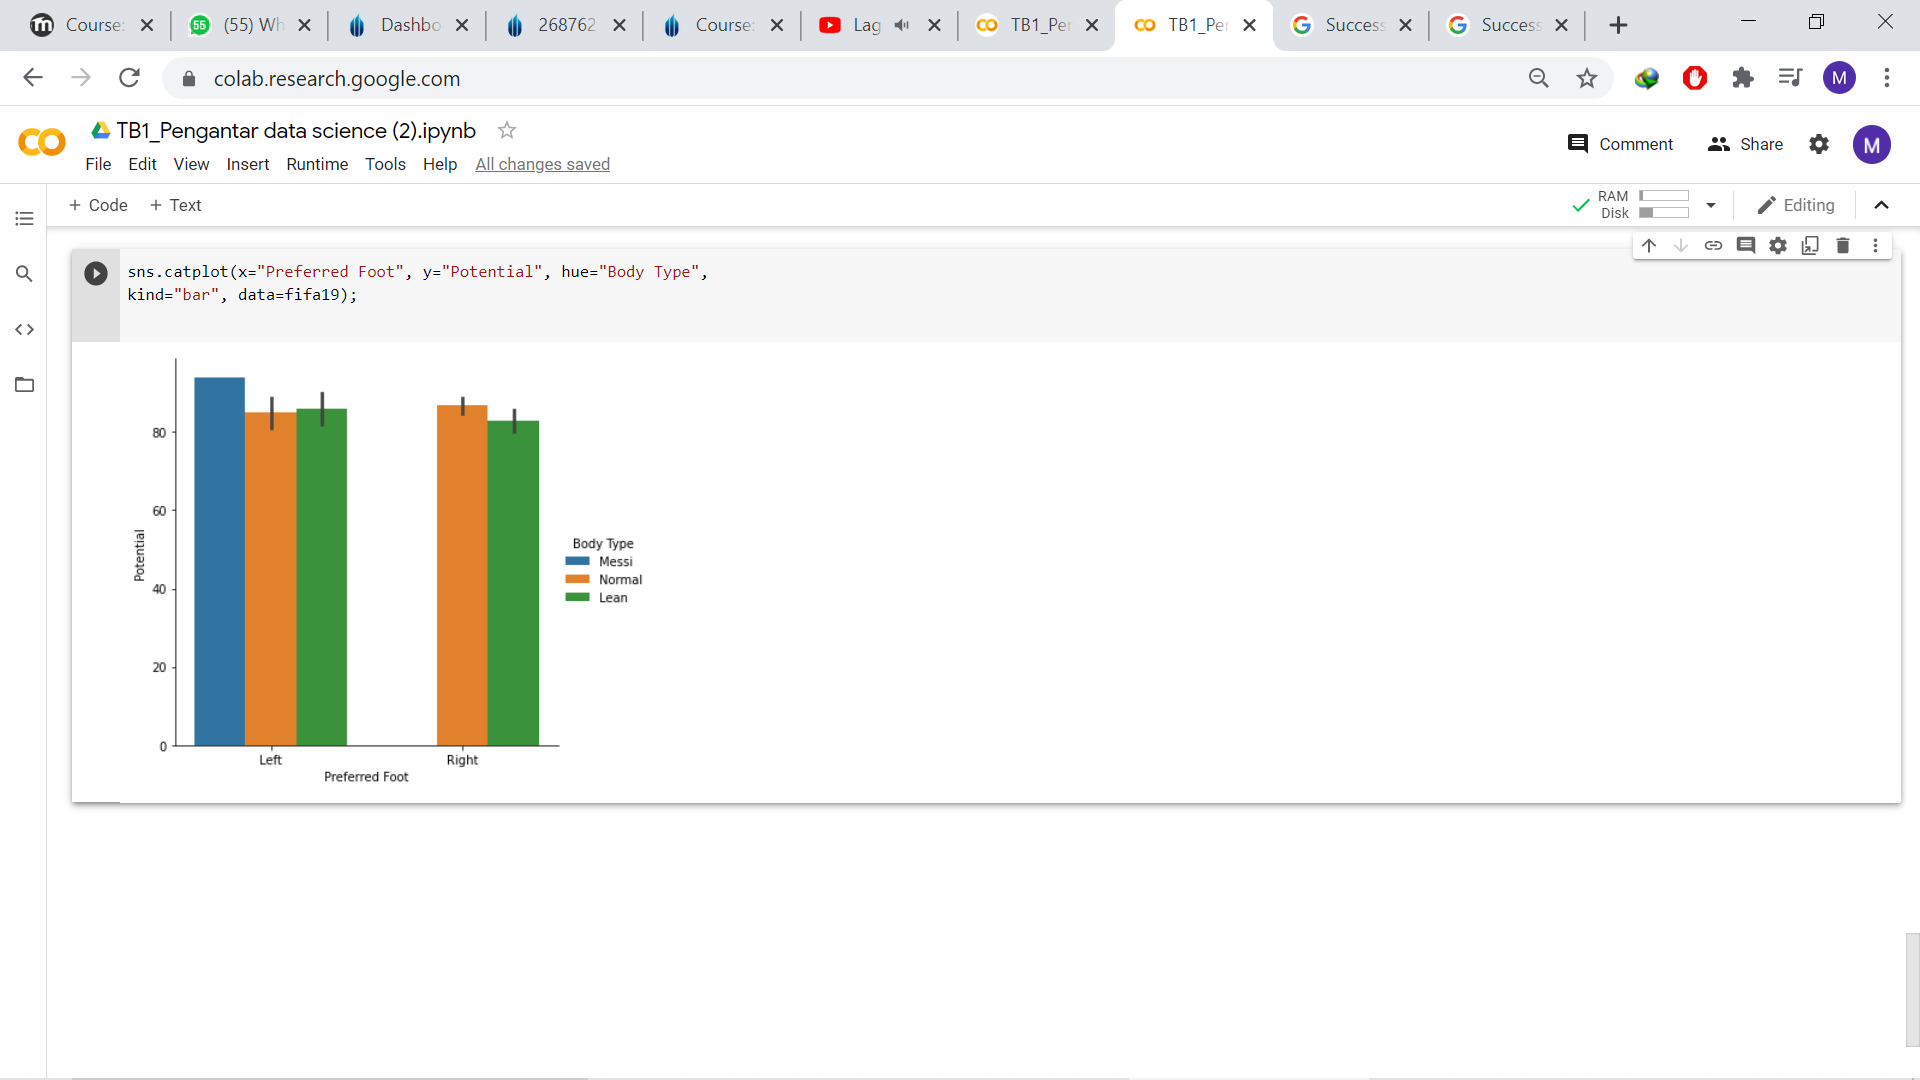 Course:
55 (55) Wh
Dashbo
268762
Course:
Lag
TB1_Per
TB1_Per
Success
Success
colab.research.google.com
M
TB1_Pengantar data science (2).ipynb
File Edit View Insert Runtime Tools Help All changes saved
Comment Share M
+ Code + Text
RAM
Disk
Editing
sns.catplot(x="Preferred Foot", y="Potential", hue="Body Type",
kind="bar", data=fifa19);
80
60
40
20
0
Potential
Left Right
Preferred Foot
Body Type
Messi
Normal
Lean